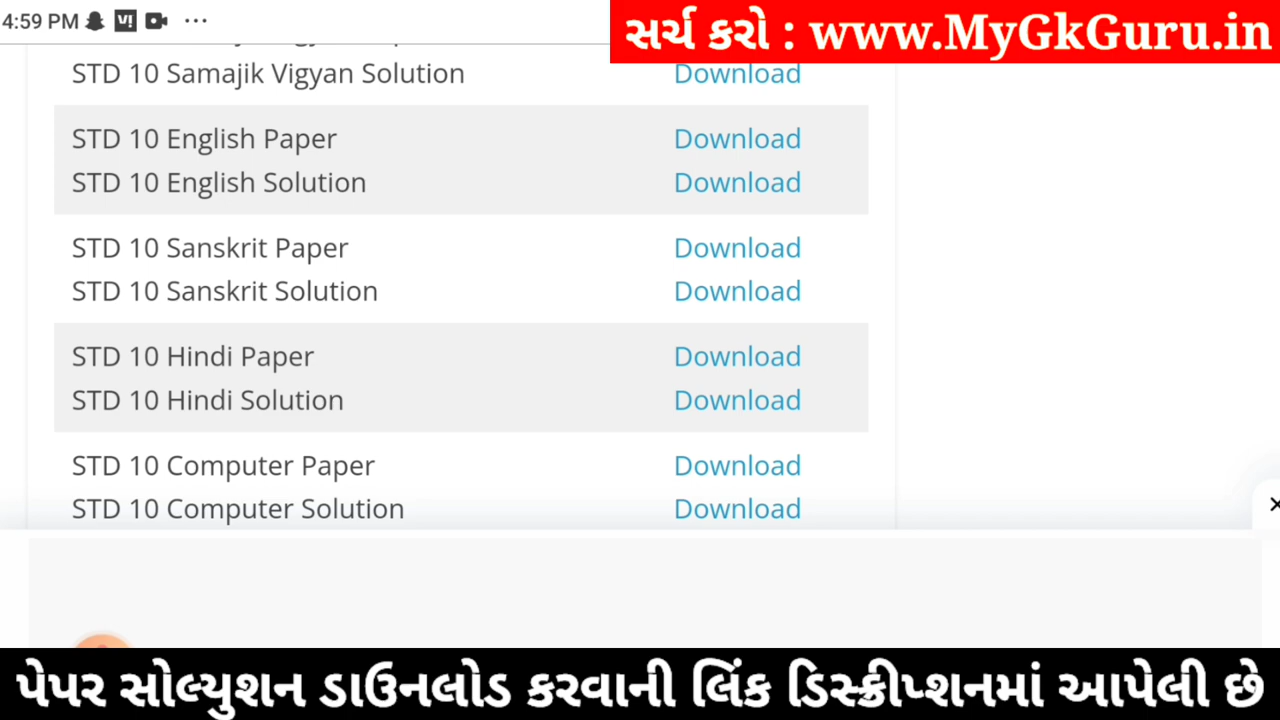 4:59 PM
સર્ચ કરો : www.MyGkGuru.in
STD 10 Samajik Vigyan Solution Download
STD 10 English Paper Download
STD 10 English Solution Download
STD 10 Sanskrit Paper Download
STD 10 Sanskrit Solution Download
STD 10 Hindi Paper Download
STD 10 Hindi Solution Download
STD 10 Computer Paper Download
STD 10 Computer Solution Download
પેપર સોલ્યુશન ડાઉનલોડ કરવાની લિંક ડિસ્ક્રીપ્શનમાં આપેલી છે